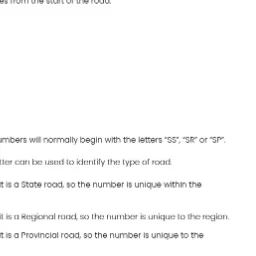 es from the start of the road.
umbers will normally begin with the letters "SS", "SR" or "SP".
tter can be used to identify the type of road.
t is a State road, so the number is unique within the
t is a Regional road, so the number is unique to the region.
t is a Provincial road, so the number is unique to the